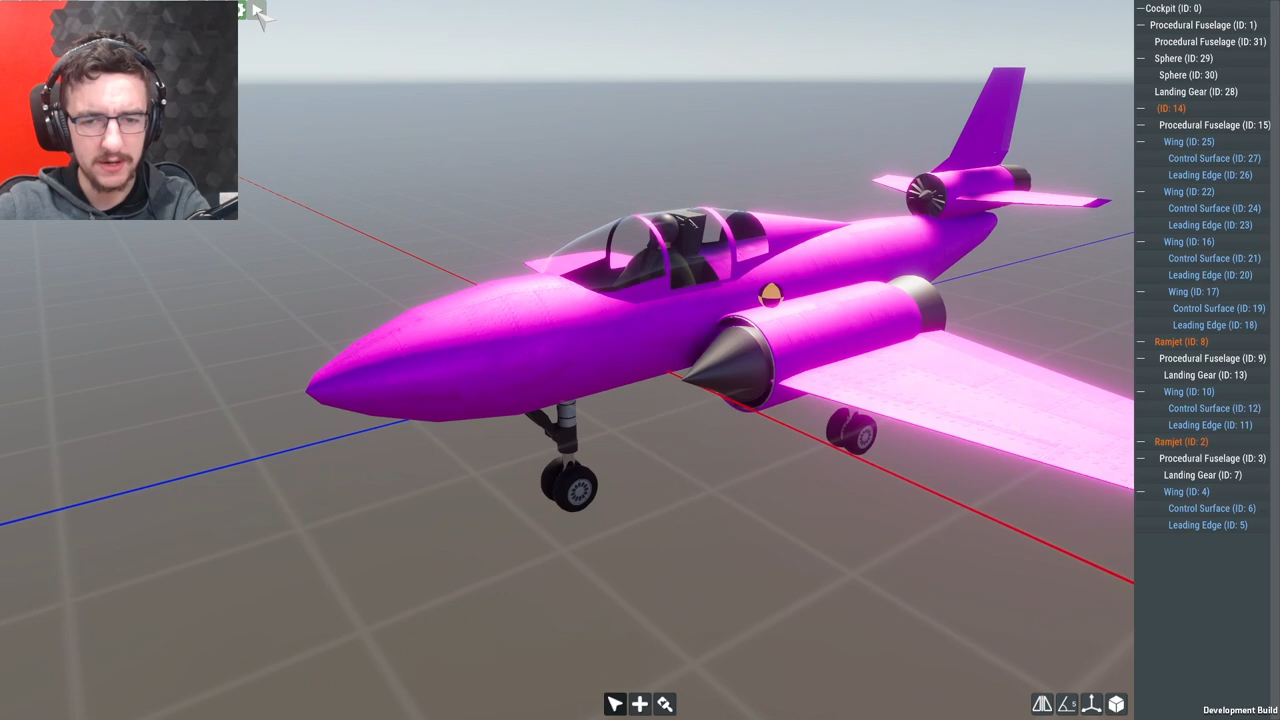 Cockpit (ID: 0)
Procedural Fuselage (ID: 1)
Procedural Fuselage (ID: 31)
Sphere (ID: 29)
Sphere (ID: 30)
Landing Gear (ID: 28)
(ID: 14)
Procedural Fuselage (ID: 15)
Wing (ID: 25)
Control Surface (ID: 27)
Leading Edge (ID: 26)
Wing (ID: 22)
Control Surface (ID: 24)
Leading Edge (ID: 23)
Wing (ID: 16)
Control Surface (ID: 21)
Leading Edge (ID: 20)
Wing (ID: 17)
Control Surface (ID: 19)
Leading Edge (ID: 18)
Ramjet (ID: 8)
Procedural Fuselage (ID: 9)
Landing Gear (ID: 13)
Wing (ID: 10)
Control Surface (ID: 12)
Leading Edge (ID: 11)
Ramjet (ID: 2)
Procedural Fuselage (ID: 3)
Landing Gear (ID: 7)
Wing (ID: 4)
Control Surface (ID: 6)
Leading Edge (ID: 5)
5
Development Build